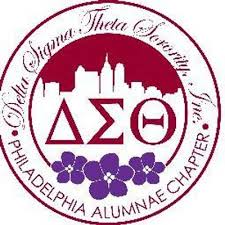 Delta Sigma Theta Sorority, Inc.
ΔΣΘ
• PHILADELPHIA ALUMNAE CHAPTER •